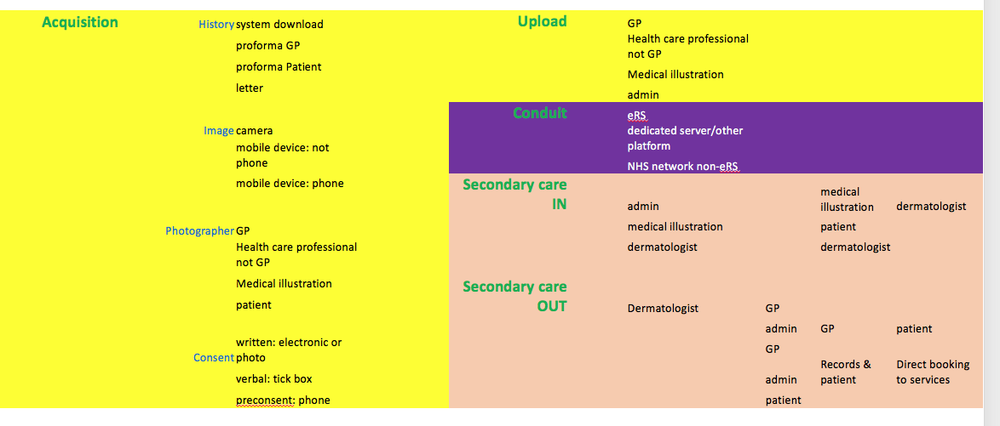 Acquisition
History system download
proforma GP
proforma Patient
letter
Image camera
mobile device: not
phone
mobile device: phone
Photographer GP
Health care professional
not GP
Medical illustration
patient
written: electronic or
Consent photo
verbal: tick box
preconsent: phone
Upload
GP
Health care professional
not GP
Medical illustration
admin
Conduit
eRS
dedicated server/other
platform
NHS network non-eRS
Secondary care
IN
admin
medical
illustration
dermatologist
medical illustration
patient
dermatologist
dermatologist
Secondary care
OUT
Dermatologist
GP
admin
GP
patient
GP
admin
Records &
patient
Direct booking
to services
patient